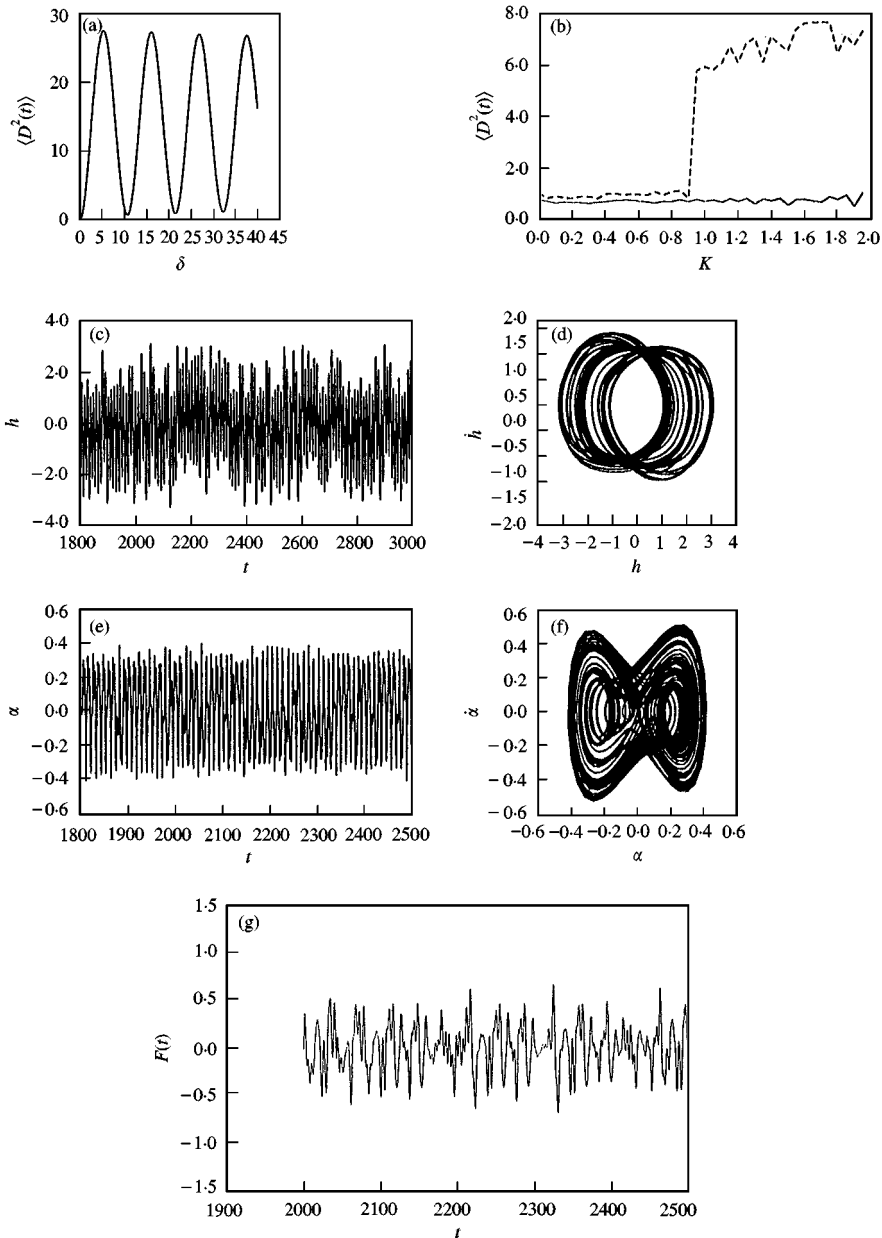 (a)
30
20
10
0
⟨D²(t)⟩
0 5 10 15 20 25 30 35 40 45
δ
(b)
8·0
6·0
4·0
2·0
0·0
⟨D²(t)⟩
0·0 0·2 0·4 0·6 0·8 1·0 1·2 1·4 1·6 1·8 2·0
K
(c)
4·0
2·0
0·0
−2·0
−4·0
h
1800 2000 2200 2400 2600 2800 3000
t
(d)
2·0
1·5
1·0
0·5
0·0
−0·5
−1·0
−1·5
−2·0
ḣ
−4 −3 −2 −1 0 1 2 3 4
h
(e)
0·6
0·4
0·2
0·0
−0·2
−0·4
−0·6
α
1800 1900 2000 2100 2200 2300 2400 2500
t
(f)
0·6
0·4
0·2
0·0
−0·2
−0·4
−0·6
α̇
−0·6 −0·4 −0·2 0·0 0·2 0·4 0·6
α
(g)
1·5
1·0
0·5
0·0
−0·5
−1·0
−1·5
F(t)
1900 2000 2100 2200 2300 2400 2500
t